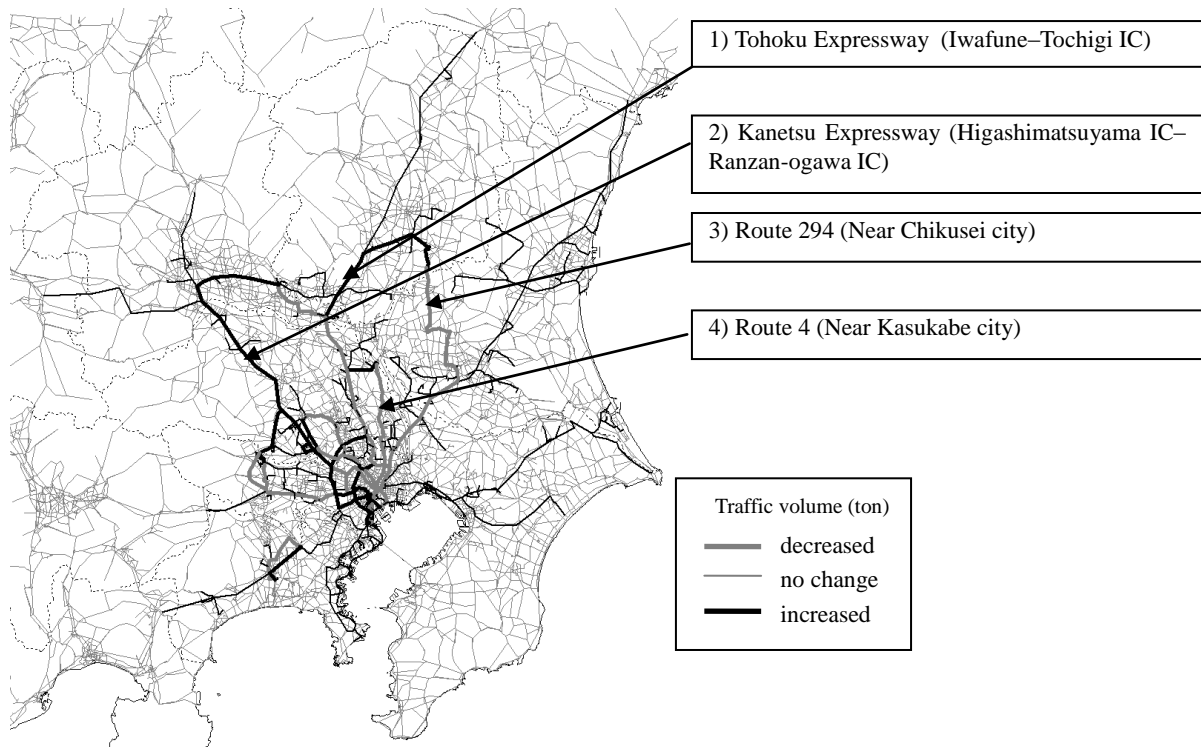 1) Tohoku Expressway (Iwafune–Tochigi IC)
2) Kanetsu Expressway (Higashimatsuyama IC–
Ranzan-ogawa IC)
3) Route 294 (Near Chikusei city)
4) Route 4 (Near Kasukabe city)
Traffic volume (ton)
decreased
no change
increased